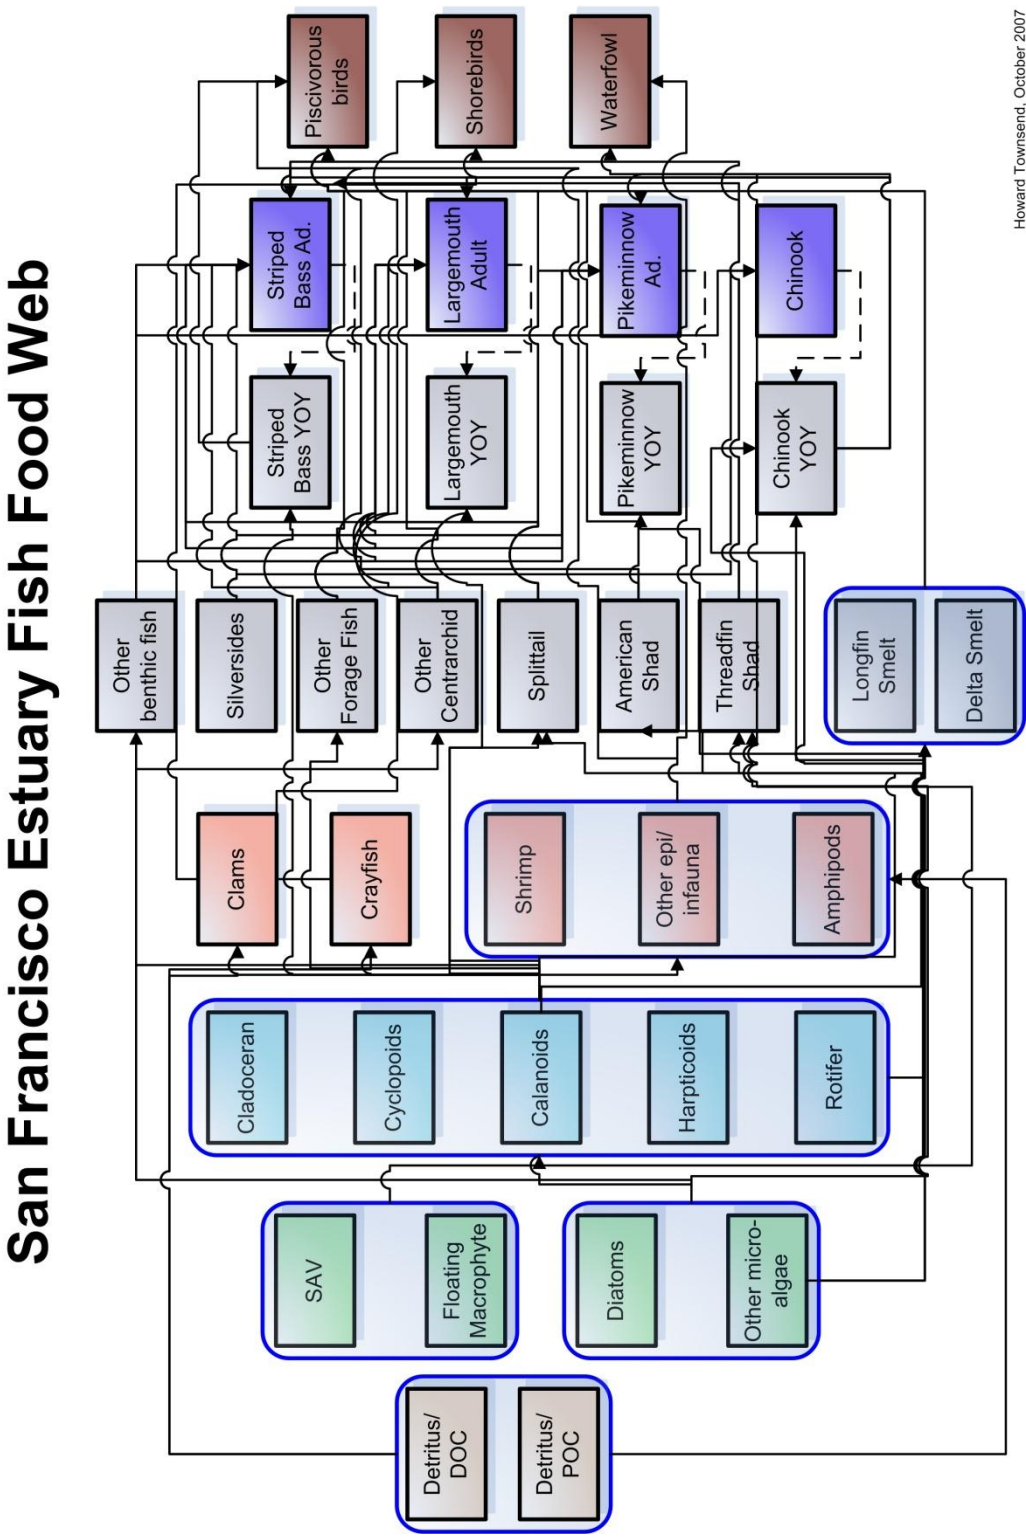 San Francisco Estuary Fish Food Web
Detritus/
DOC
Detritus/
POC
SAV
Floating
Macrophyte
Diatoms
Other micro-
algae
Cladoceran
Cyclopoids
Calanoids
Harpticoids
Rotifer
Clams
Crayfish
Shrimp
Other epi/
infauna
Amphipods
Other
benthic fish
Silversides
Other
Forage Fish
Other
Centrarchid
Splittail
American
Shad
Threadfin
Shad
Longfin
Smelt
Delta Smelt
Striped
Bass YOY
Largemouth
YOY
Pikeminnow
YOY
Chinook
YOY
Striped
Bass Ad.
Largemouth
Adult
Pikeminnow
Ad.
Chinook
Piscivorous
birds
Shorebirds
Waterfowl
Howard Townsend, October 2007